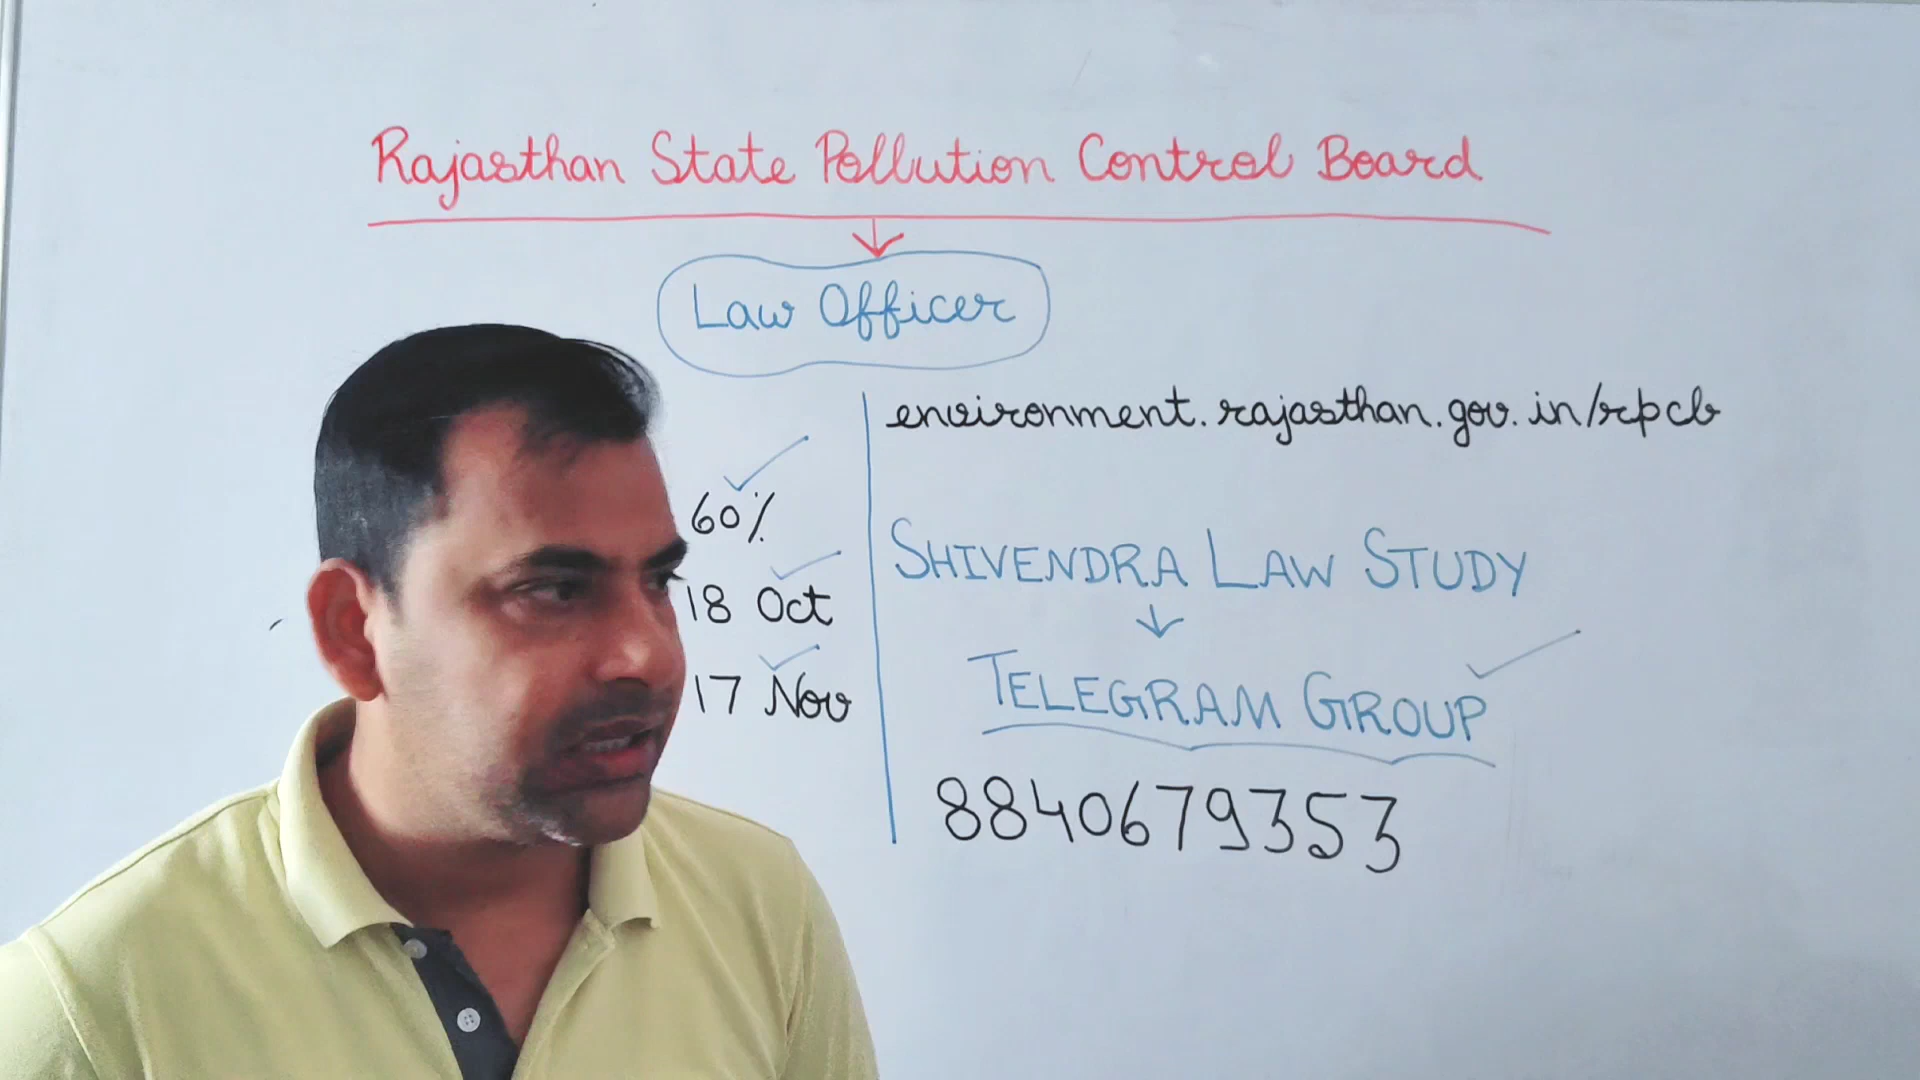 Rajasthan State Pollution Control Board
Law Officer
60%
18 Oct
17 Nov
environment.rajasthan.gov.in/rpcb
SHIVENDRA LAW STUDY
TELEGRAM GROUP
8840679353